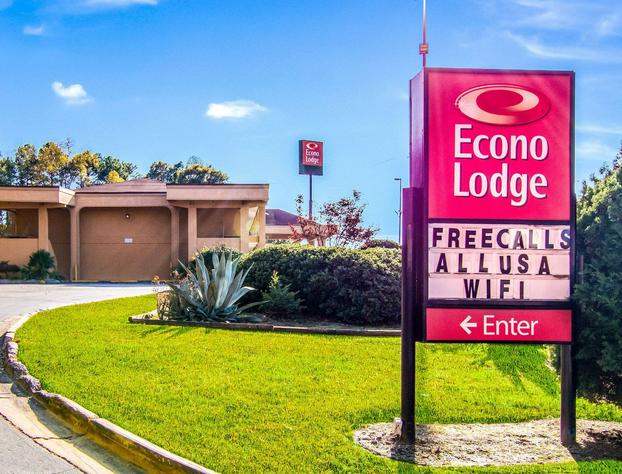 Econo
Lodge
Econo
Lodge
FREECALLS
ALLUSA
WIFI
← Enter